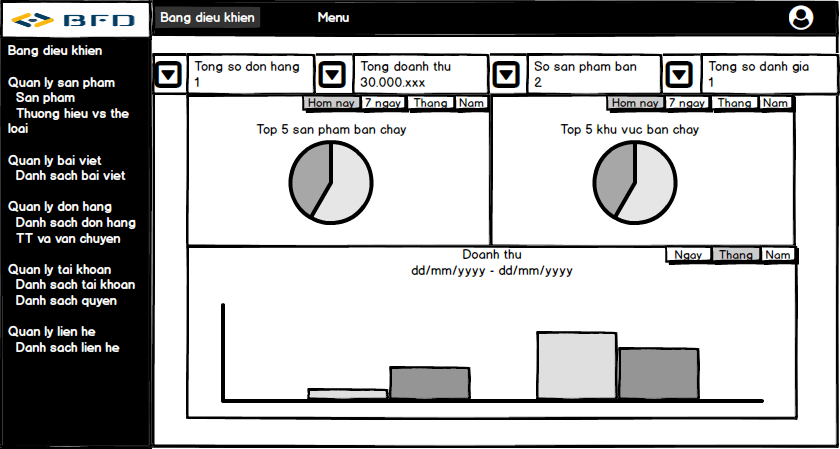 BFD
Bang dieu khien
Menu
Bang dieu khien
Quan ly san pham
San pham
Thuong hieu vs the
loai
Quan ly bai viet
Danh sach bai viet
Quan ly don hang
Danh sach don hang
TT va van chuyen
Quan ly tai khoan
Danh sach tai khoan
Danh sach quyen
Quan ly lien he
Danh sach lien he
Tong so don hang
1
Tong doanh thu
30.000.xxx
So san pham ban
2
Tong so danh gia
1
Hom nay 7 ngay Thang Nam
Top 5 san pham ban chay
Hom nay 7 ngay Thang Nam
Top 5 khu vuc ban chay
Doanh thu
dd/mm/yyyy - dd/mm/yyyy
Ngay Thang Nam